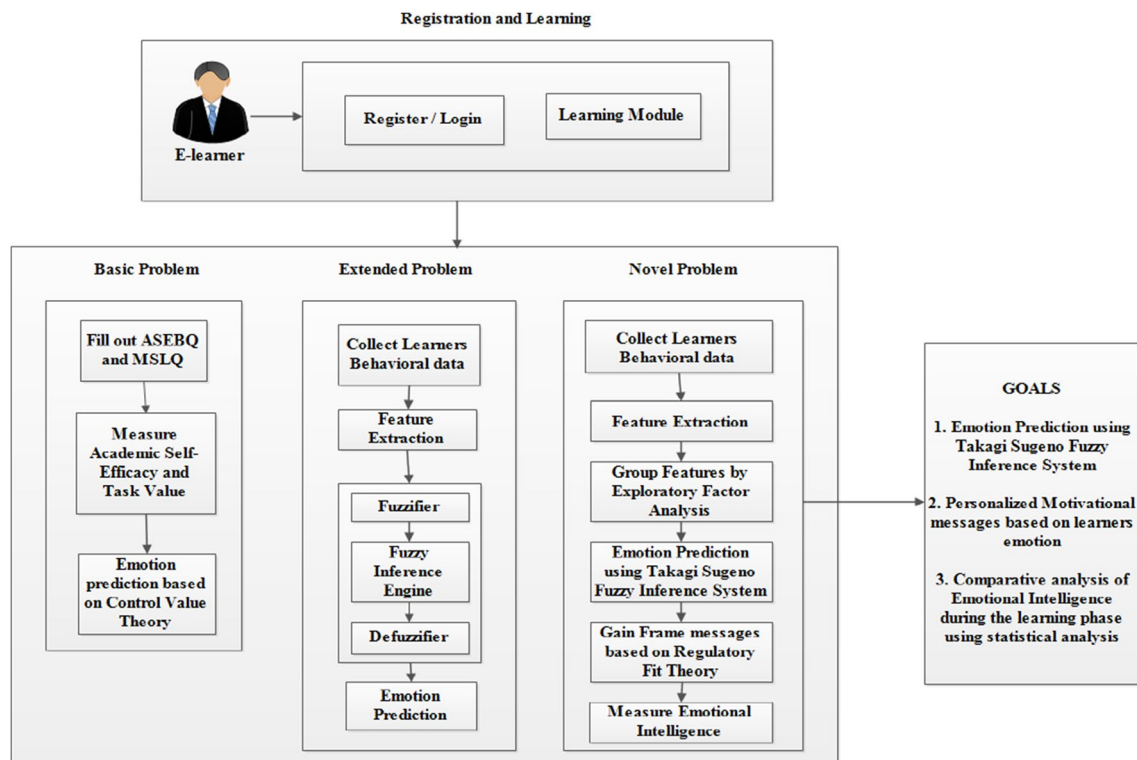 Registration and Learning
E-learner
Register / Login
Learning Module
Basic Problem
Fill out ASEBQ
and MSLQ
Measure
Academic Self-
Efficacy and
Task Value
Emotion
prediction based
on Control Value
Theory
Extended Problem
Collect Learners
Behavioral data
Feature
Extraction
Fuzzifier
Fuzzy
Inference
Engine
Defuzzifier
Emotion
Prediction
Novel Problem
Collect Learners
Behavioral data
Feature Extraction
Group Features by
Exploratory Factor
Analysis
Emotion Prediction
using Takagi Sugeno
Fuzzy Inference System
Gain Frame messages
based on Regulatory
Fit Theory
Measure Emotional
Intelligence
GOALS
1. Emotion Prediction using
Takagi Sugeno Fuzzy
Inference System
2. Personalized Motivational
messages based on learners
emotion
3. Comparative analysis of
Emotional Intelligence
during the learning phase
using statistical analysis